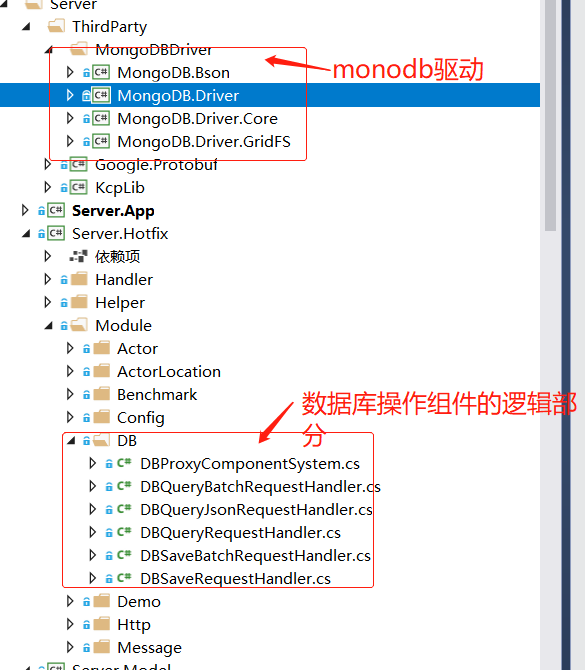 Server
ThirdParty
MongoDBDriver
MongoDB.Bson
monodb驱动
MongoDB.Driver
MongoDB.Driver.Core
MongoDB.Driver.GridFS
Google.Protobuf
KcpLib
Server.App
Server.Hotfix
依赖项
Handler
Helper
Module
Actor
ActorLocation
Benchmark
Config
数据库操作组件的逻辑部
分
DB
DBProxyComponentSystem.cs
DBQueryBatchRequestHandler.cs
DBQueryJsonRequestHandler.cs
DBQueryRequestHandler.cs
DBSaveBatchRequestHandler.cs
DBSaveRequestHandler.cs
Demo
Http
Message
Server.Model